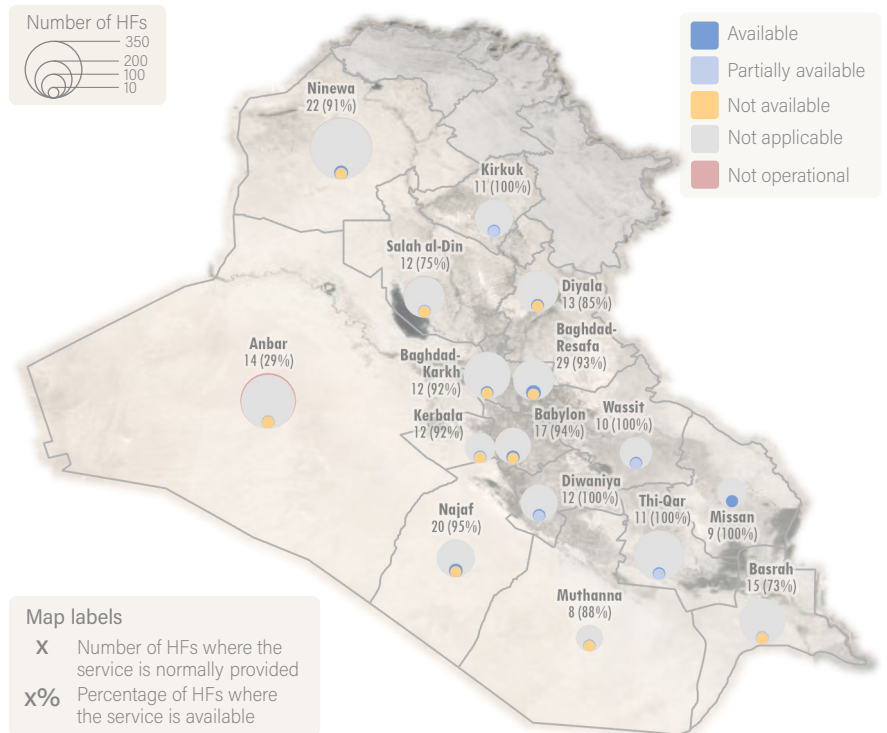 Number of HFs
350
200
100
10
Available
Partially available
Not available
Not applicable
Not operational
Ninewa
22 (91%)
Kirkuk
11 (100%)
Salah al-Din
12 (75%)
Diyala
13 (85%)
Anbar
14 (29%)
Baghdad-
Resafa
29 (93%)
Baghdad-
Karkh
12 (92%)
Kerbala
12 (92%)
Babylon
17 (94%)
Wassit
10 (100%)
Diwaniya
12 (100%)
Najaf
20 (95%)
Thi-Qar
11 (100%)
Missan
9 (100%)
Basrah
15 (73%)
Muthanna
8 (88%)
Map labels
x Number of HFs where the
service is normally provided
x% Percentage of HFs where
the service is available